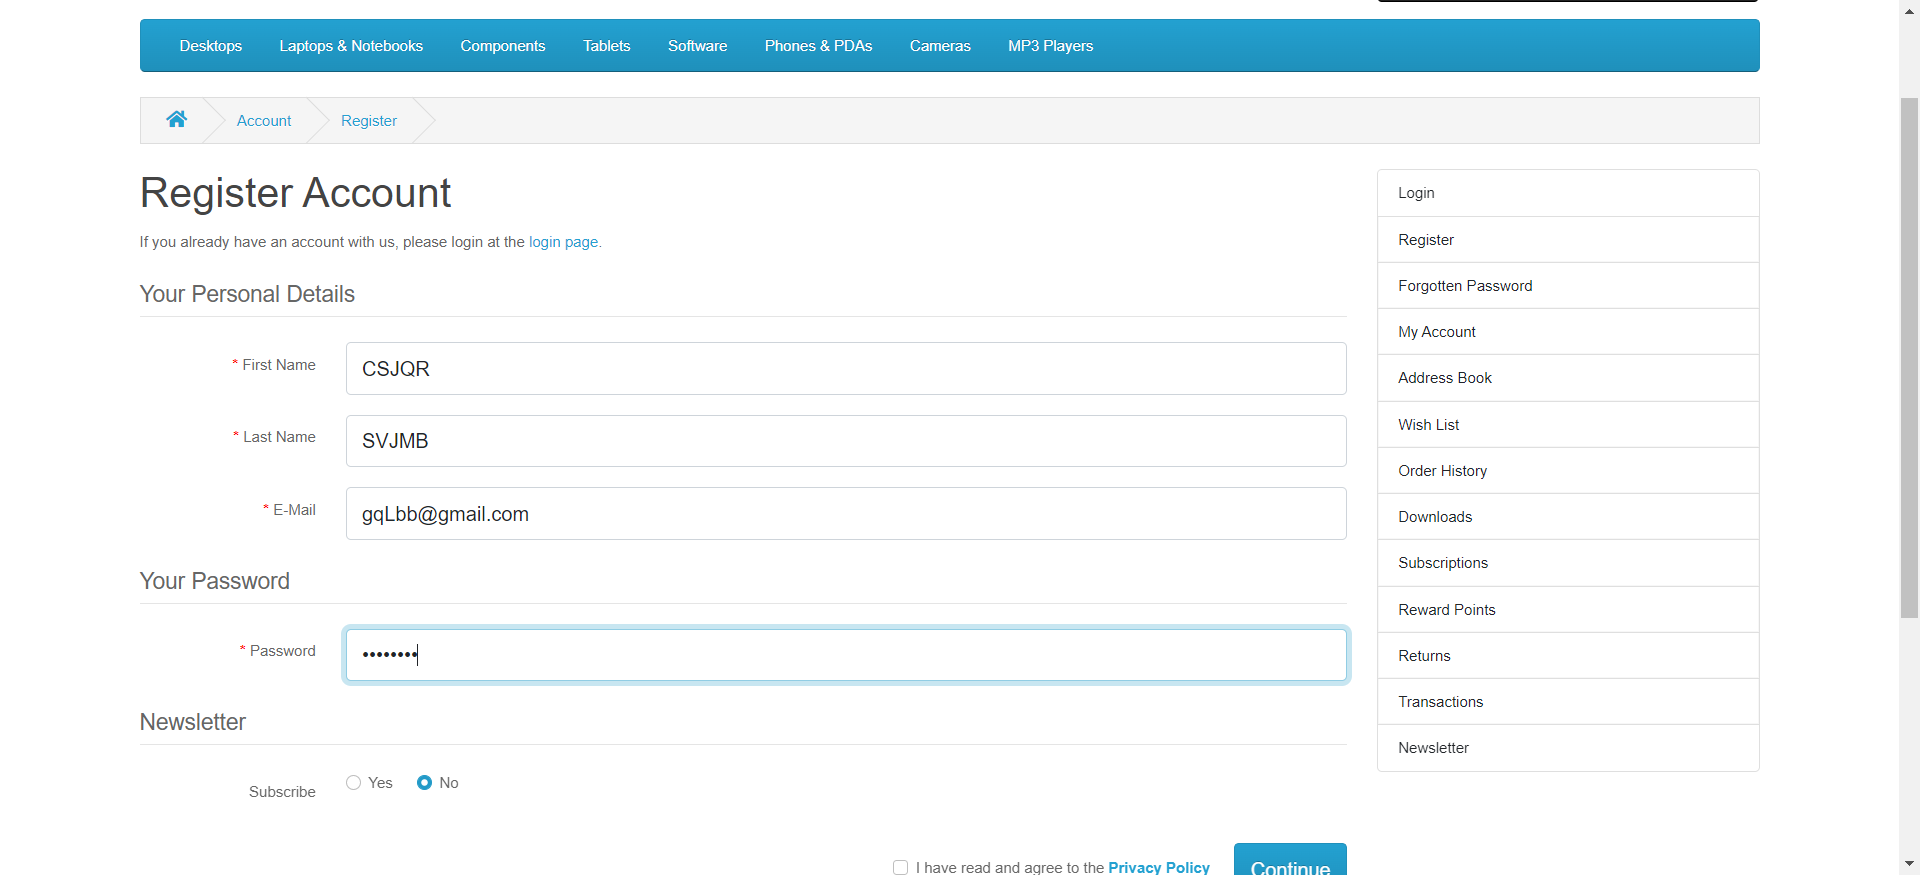 Desktops Laptops & Notebooks Components Tablets Software Phones & PDAs Cameras MP3 Players
Account Register
Register Account
If you already have an account with us, please login at the login page.
Your Personal Details
* First Name CSJQR
* Last Name SVJMB
* E-Mail gqLbb@gmail.com
Your Password
* Password ••••••••
Newsletter
Subscribe Yes No
I have read and agree to the Privacy Policy Continue
Login
Register
Forgotten Password
My Account
Address Book
Wish List
Order History
Downloads
Subscriptions
Reward Points
Returns
Transactions
Newsletter